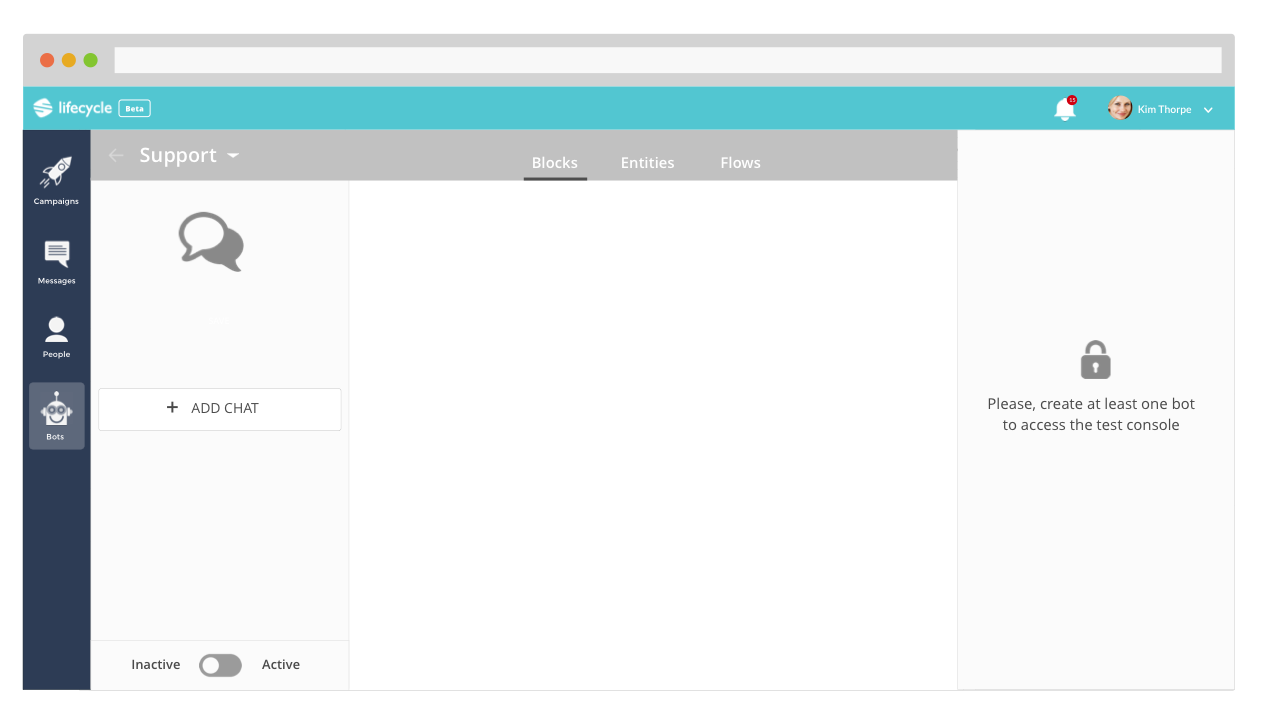 lifecycle Beta
15
Kim Thorpe
Support
Blocks Entities Flows
Campaigns
Messages
People
Bots
+ ADD CHAT
Please, create at least one bot
to access the test console
Inactive Active